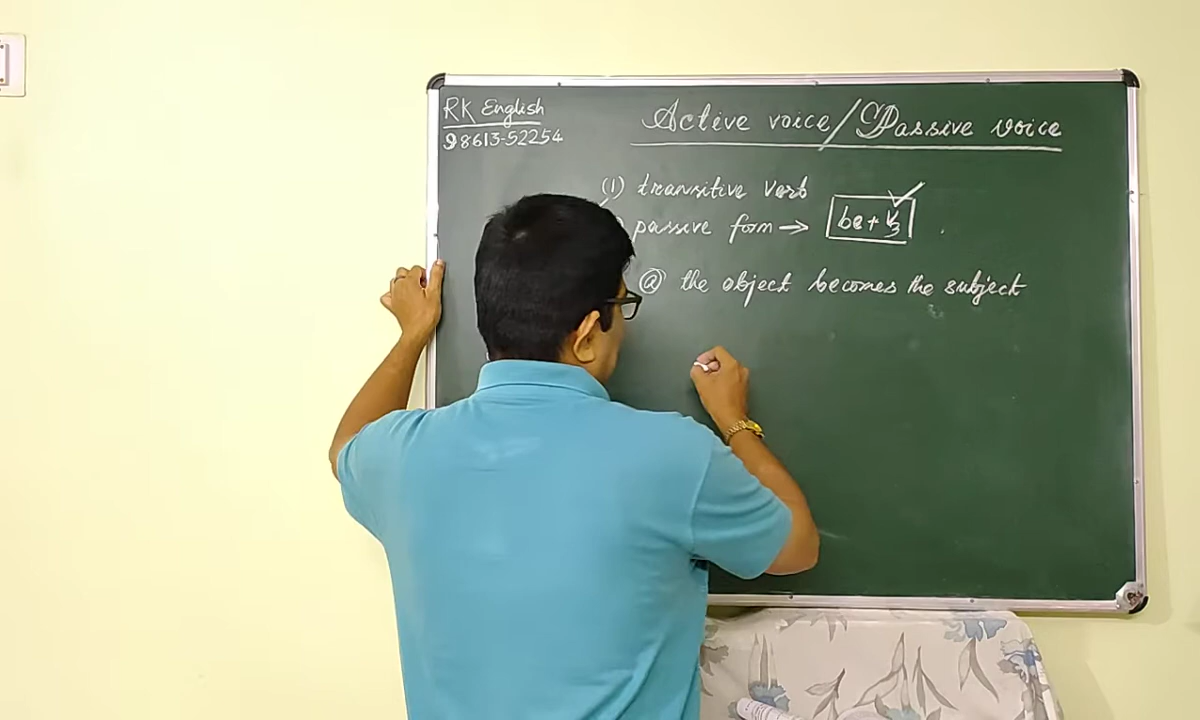 RK English
98613-52254
Active voice/Passive voice
(1) transitive verb
passive form → be + V3
ⓐ the object becomes the subject